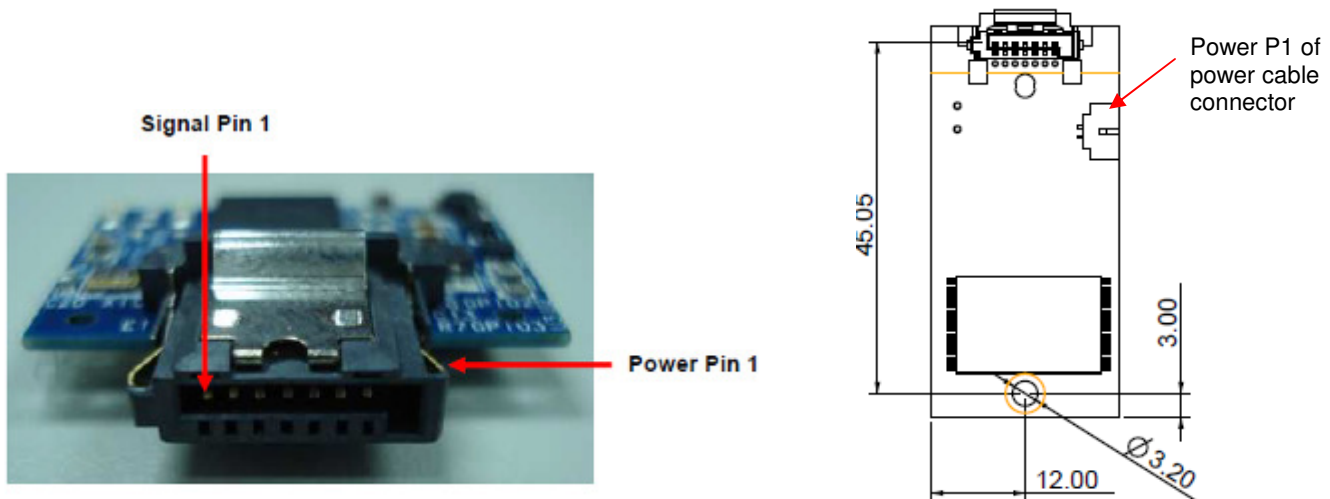 Signal Pin 1
Power Pin 1
Power P1 of
power cable
connector
45.05
3.00
Ø3.20
12.00